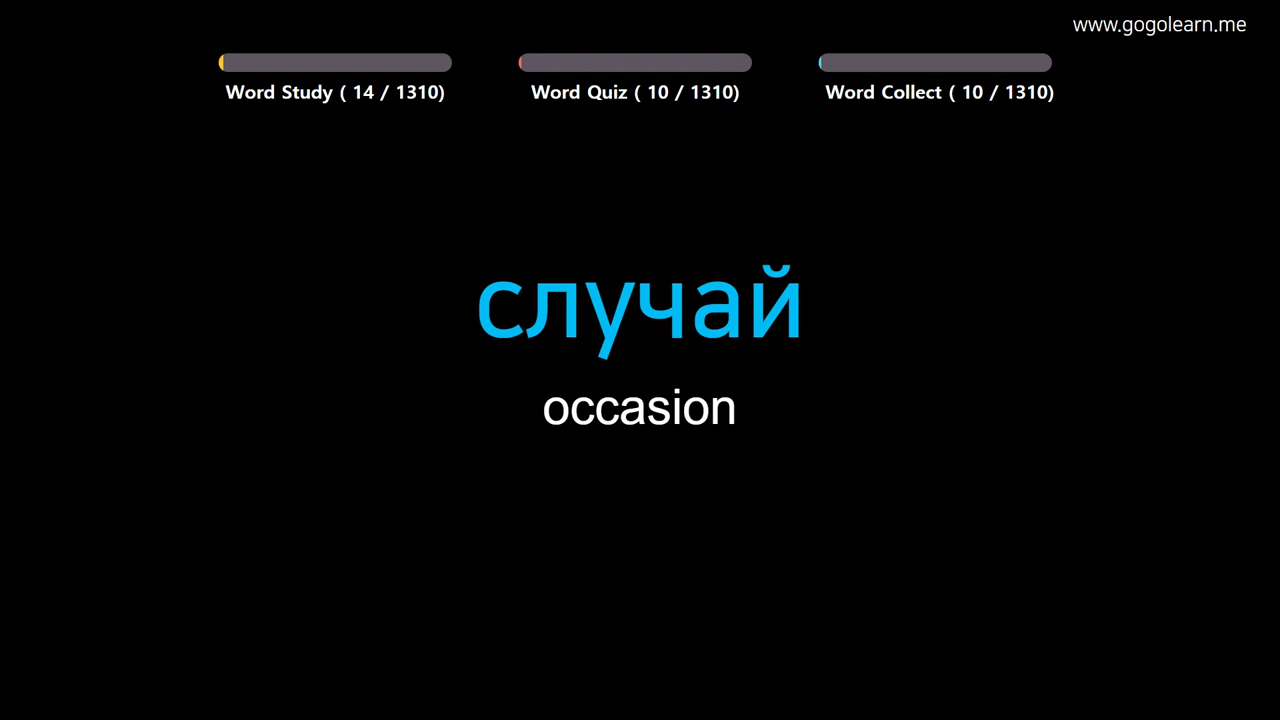 www.gogolearn.me
Word Study ( 14 / 1310)
Word Quiz ( 10 / 1310)
Word Collect ( 10 / 1310)
случай
occasion